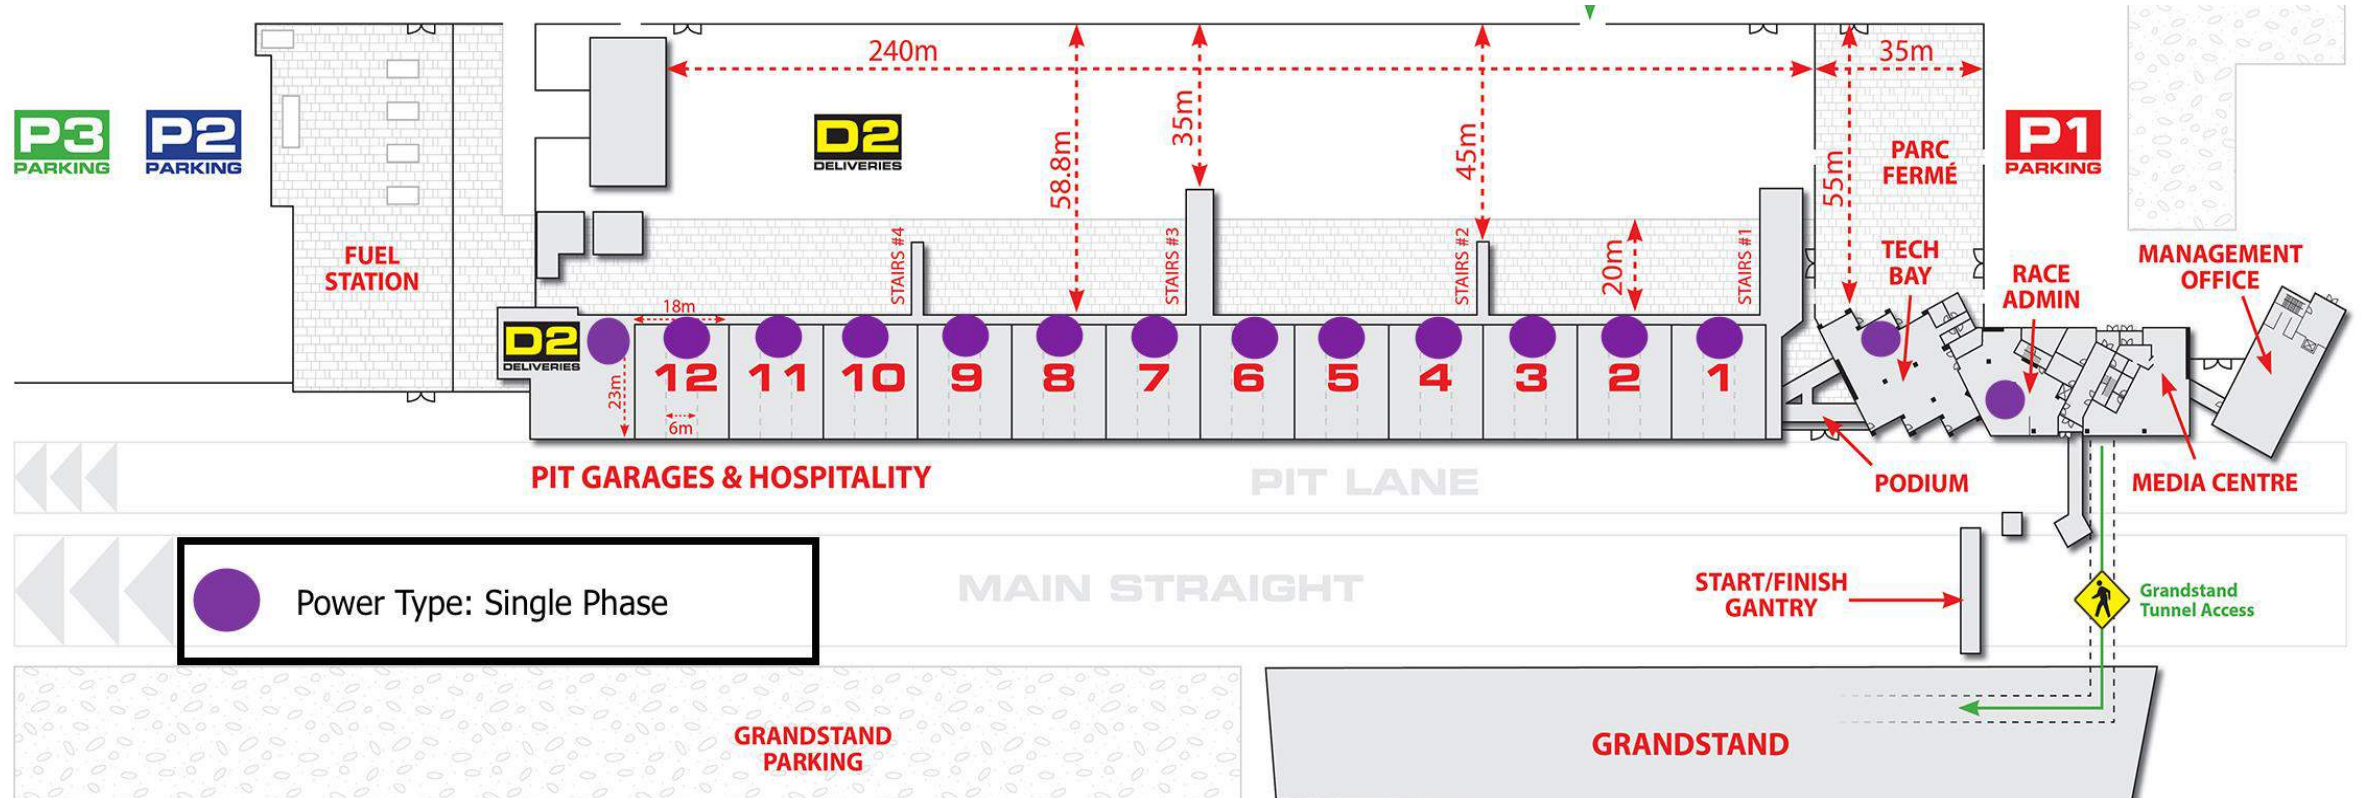 240m
35m
P3
PARKING
P2
PARKING
D2
DELIVERIES
58.8m
35m
45m
55m
PARC
FERMÉ
P1
PARKING
FUEL
STATION
STAIRS #4
STAIRS #3
STAIRS #2
20m
STAIRS #1
TECH
BAY
RACE
ADMIN
MANAGEMENT
OFFICE
18m
D2
DELIVERIES
23m
12 11 10 9 8 7 6 5 4 3 2 1
6m
PIT GARAGES & HOSPITALITY
PIT LANE
PODIUM
MEDIA CENTRE
Power Type: Single Phase
MAIN STRAIGHT
START/FINISH
GANTRY
Grandstand
Tunnel Access
GRANDSTAND
PARKING
GRANDSTAND